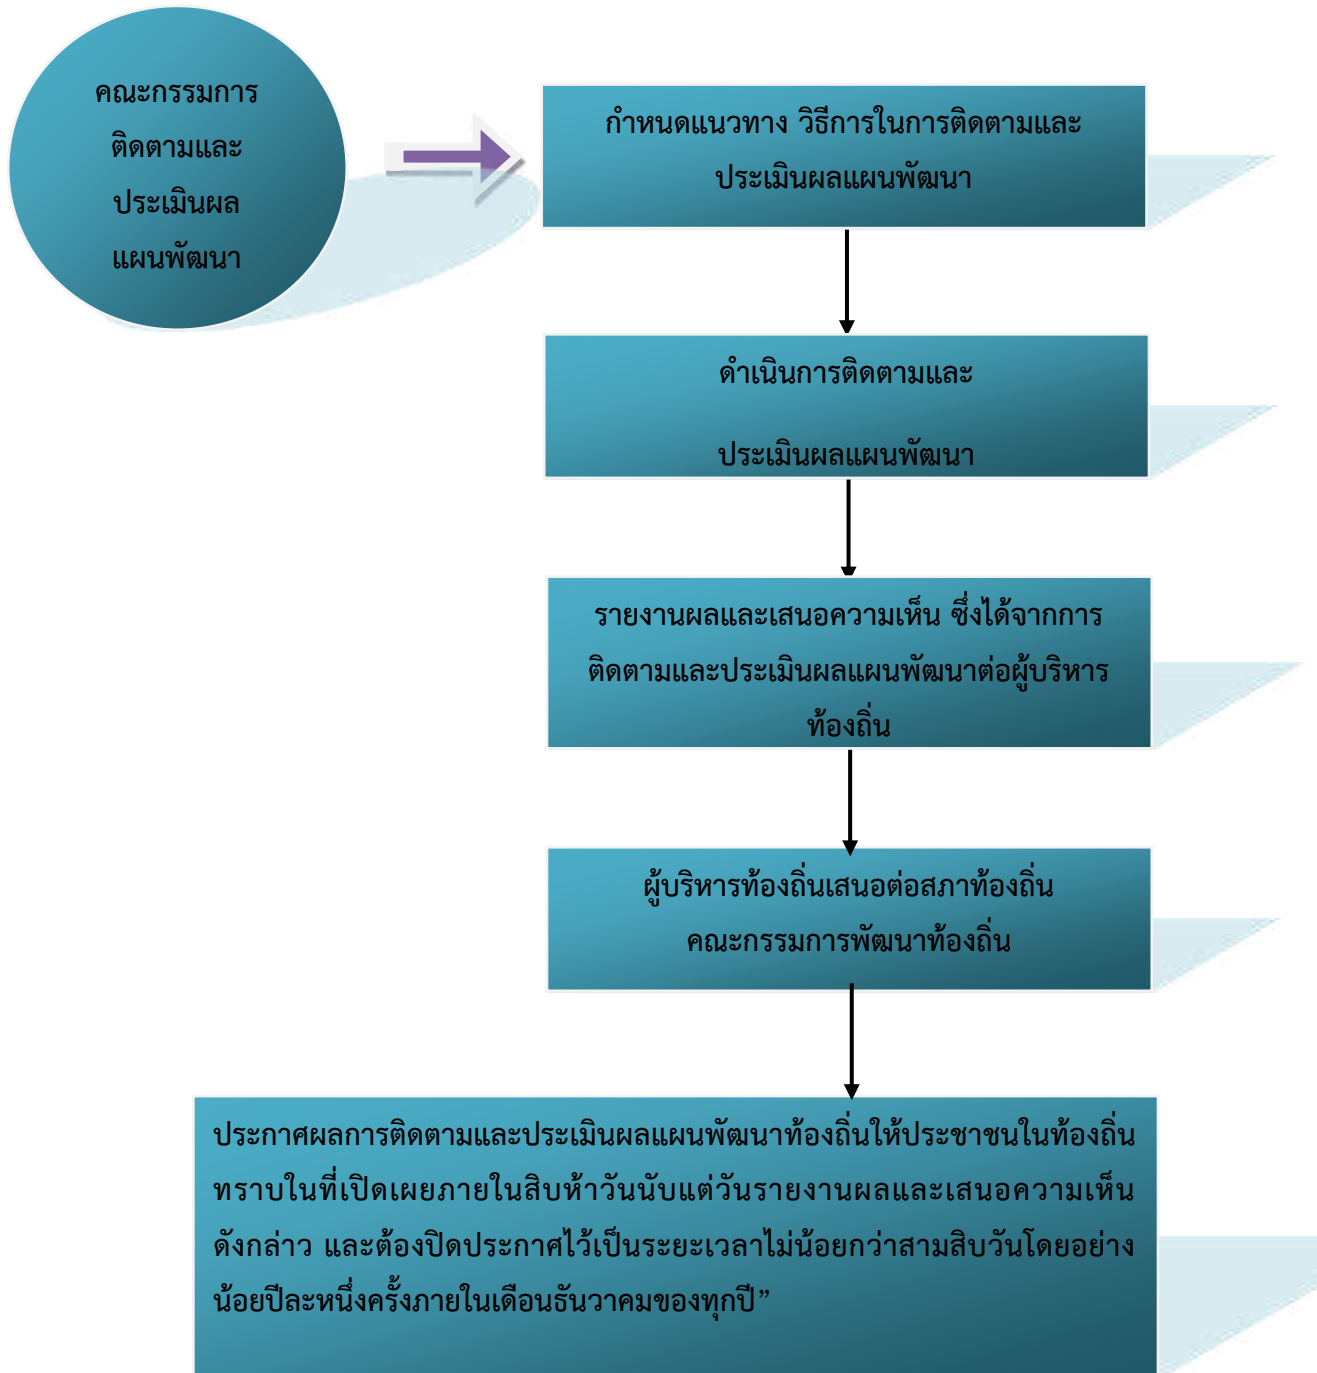 คณะกรรมการ
ติดตามและ
ประเมินผล
แผนพัฒนา
กำหนดแนวทาง วิธีการในการติดตามและ
ประเมินผลแผนพัฒนา
ดำเนินการติดตามและ
ประเมินผลแผนพัฒนา
รายงานผลและเสนอความเห็น ซึ่งได้จากการ
ติดตามและประเมินผลแผนพัฒนาต่อผู้บริหาร
ท้องถิ่น
ผู้บริหารท้องถิ่นเสนอต่อสภาท้องถิ่น
คณะกรรมการพัฒนาท้องถิ่น
ประกาศผลการติดตามและประเมินผลแผนพัฒนาท้องถิ่นให้ประชาชนในท้องถิ่น
ทราบในที่เปิดเผยภายในสิบห้าวันนับแต่วันรายงานผลและเสนอความเห็น
ดังกล่าว และต้องปิดประกาศไว้เป็นระยะเวลาไม่น้อยกว่าสามสิบวันโดยอย่าง
น้อยปีละหนึ่งครั้งภายในเดือนธันวาคมของทุกปี”